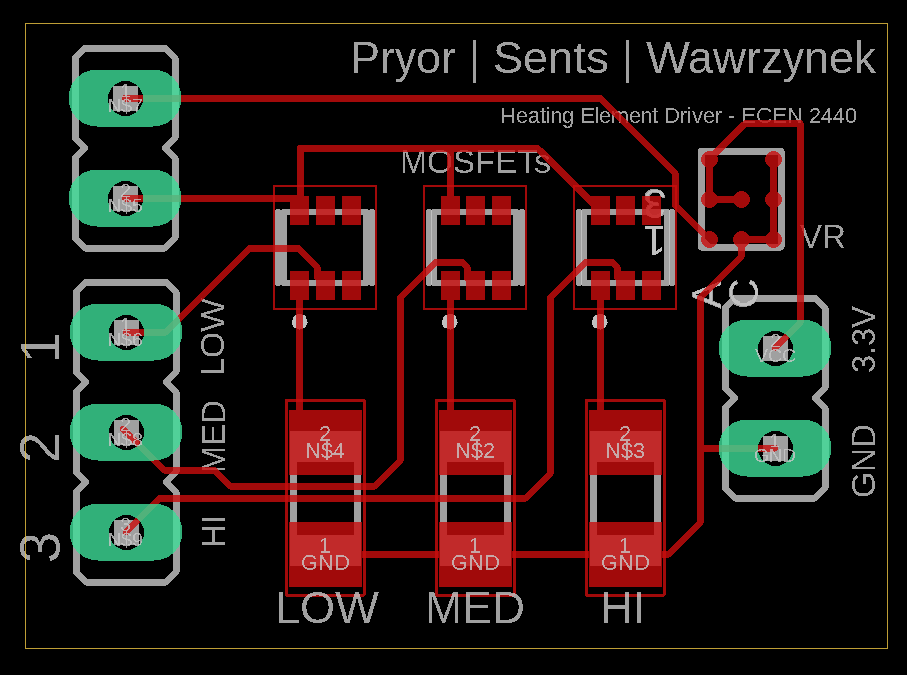 Pryor | Sents | Wawrzynek
Heating Element Driver - ECEN 2440
MOSFETs
1
N$7
2
N$5
VR
A
C
1
2
3
LOW
MED
HI
1
N$6
2
N$8
3
N$9
2
VCC
1
GND
3.3V
GND
2
N$4
2
N$2
2
N$3
1
GND
1
GND
1
GND
LOW
MED
HI